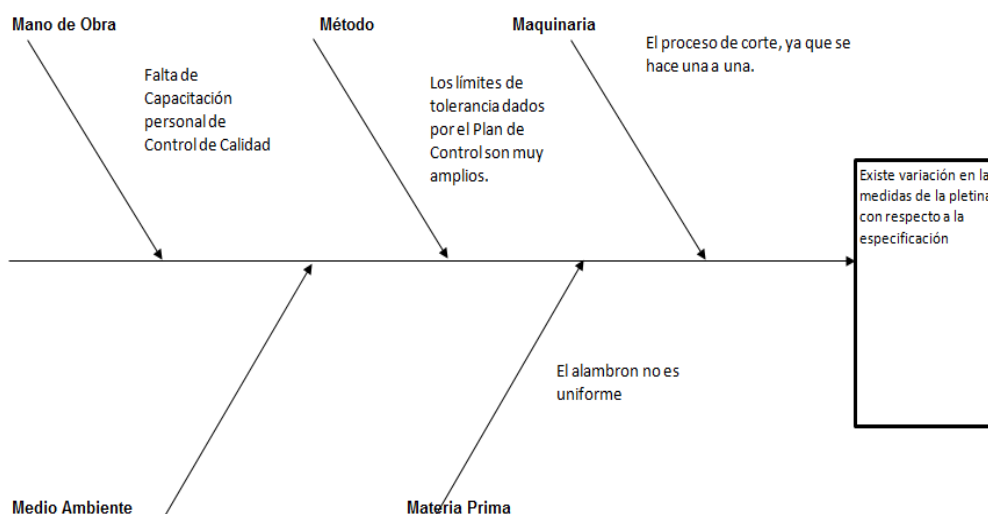 Mano de Obra
Método
Maquinaria
Falta de
Capacitación
personal de
Control de Calidad
Los límites de
tolerancia dados
por el Plan de
Control son muy
amplios.
El proceso de corte, ya que se
hace una a una.
Existe variación en la
medidas de la pletina
con respecto a la
especificación
El alambron no es
uniforme
Medio Ambiente
Materia Prima